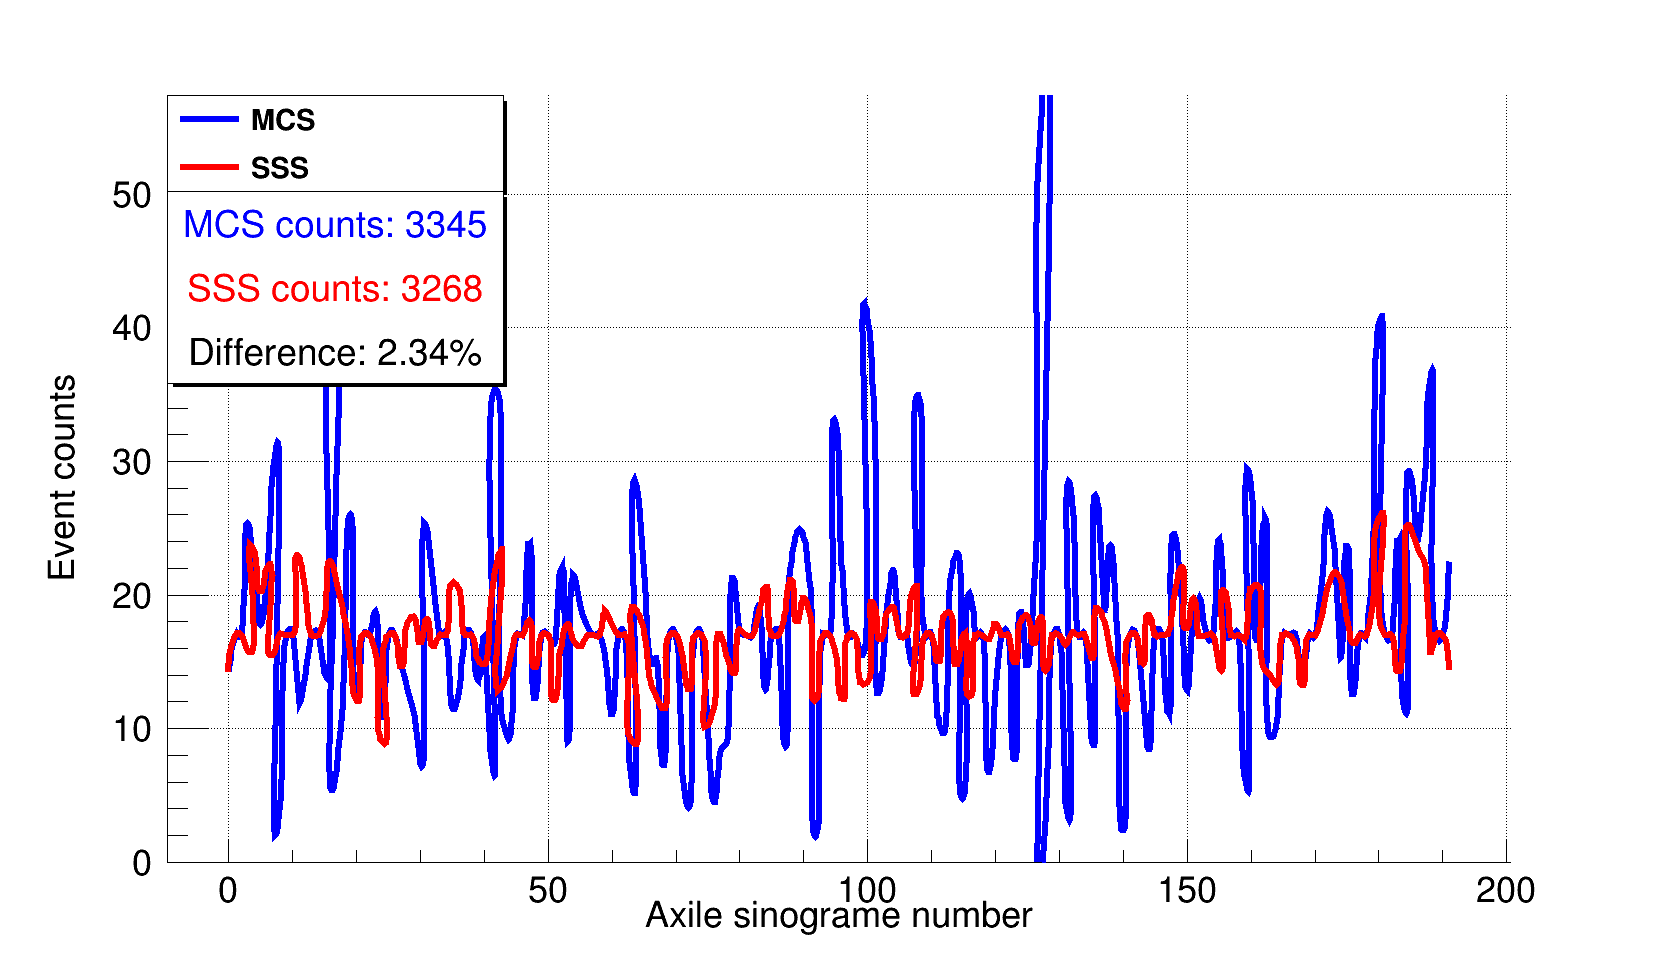 MCS
SSS
MCS counts: 3345
SSS counts: 3268
Difference: 2.34%
Event counts
50
40
30
20
10
0
0 50 100 150 200
Axile sinograme number